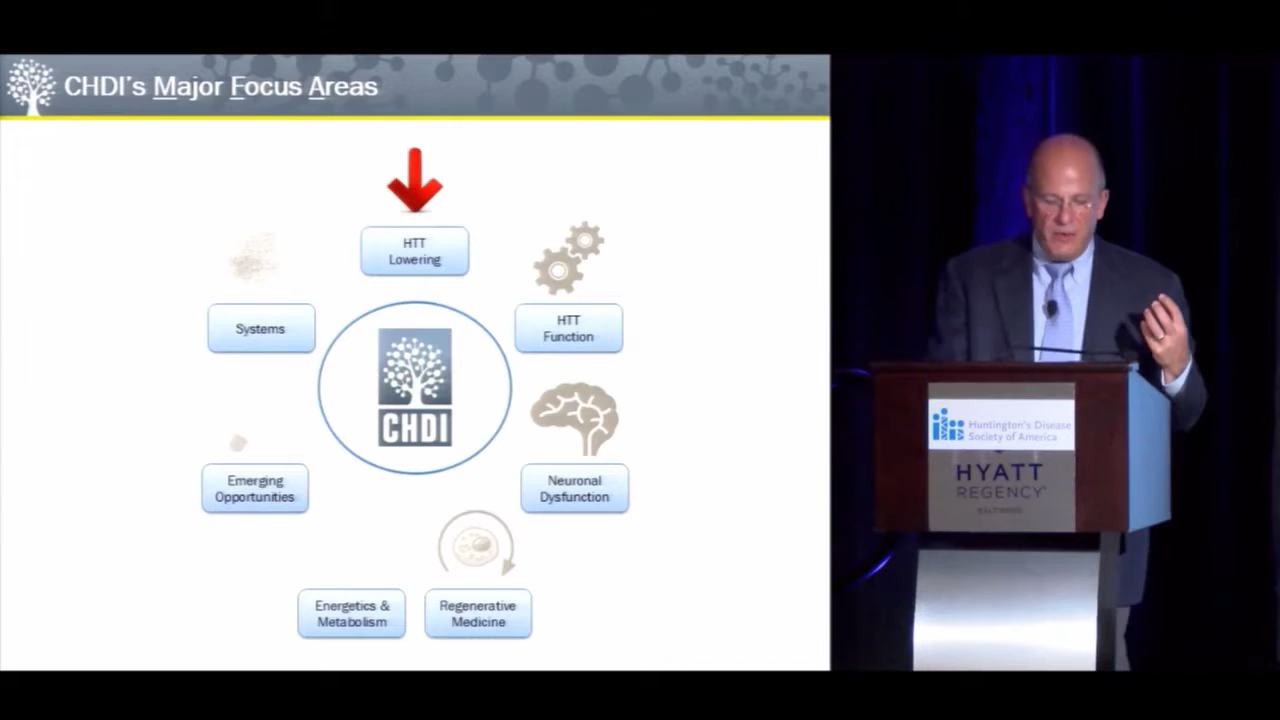 CHDI's Major Focus Areas
HTT
Lowering
Systems
HTT
Function
CHDI
Emerging
Opportunities
Neuronal
Dysfunction
Energetics &
Metabolism
Regenerative
Medicine
Huntington's Disease
Society of America
HYATT
REGENCY
BALTIMORE